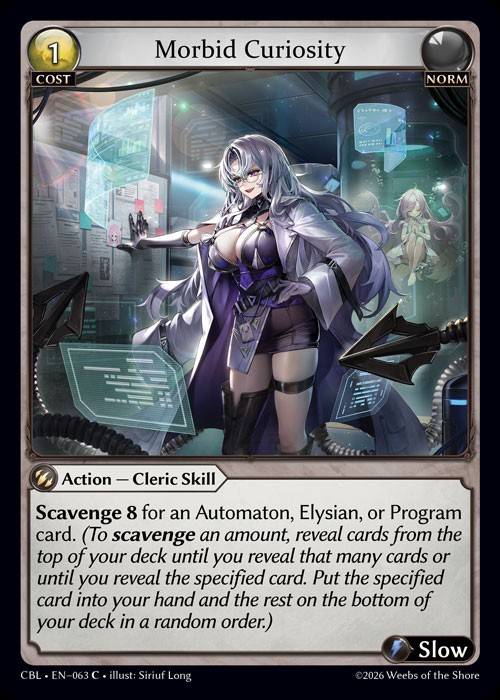 1
Morbid Curiosity
COST
NORM
Action — Cleric Skill
Scavenge 8 for an Automaton, Elysian, or Program
card. (To scavenge an amount, reveal cards from the
top of your deck until you reveal that many cards or
until you reveal the specified card. Put the specified
card into your hand and the rest on the bottom of
your deck in a random order.)
Slow
CBL • EN–063 C • illust: Siriuf Long
©2026 Weebs of the Shore